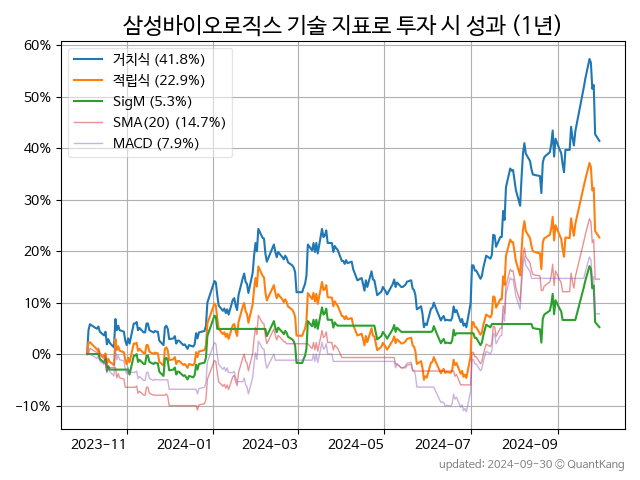 삼성바이오로직스 기술 지표로 투자 시 성과 (1년)
60%
50%
40%
30%
20%
10%
0%
−10%
거치식 (41.8%)
적립식 (22.9%)
SigM (5.3%)
SMA(20) (14.7%)
MACD (7.9%)
2023-11 2024-01 2024-03 2024-05 2024-07 2024-09
updated: 2024-09-30 © QuantKang